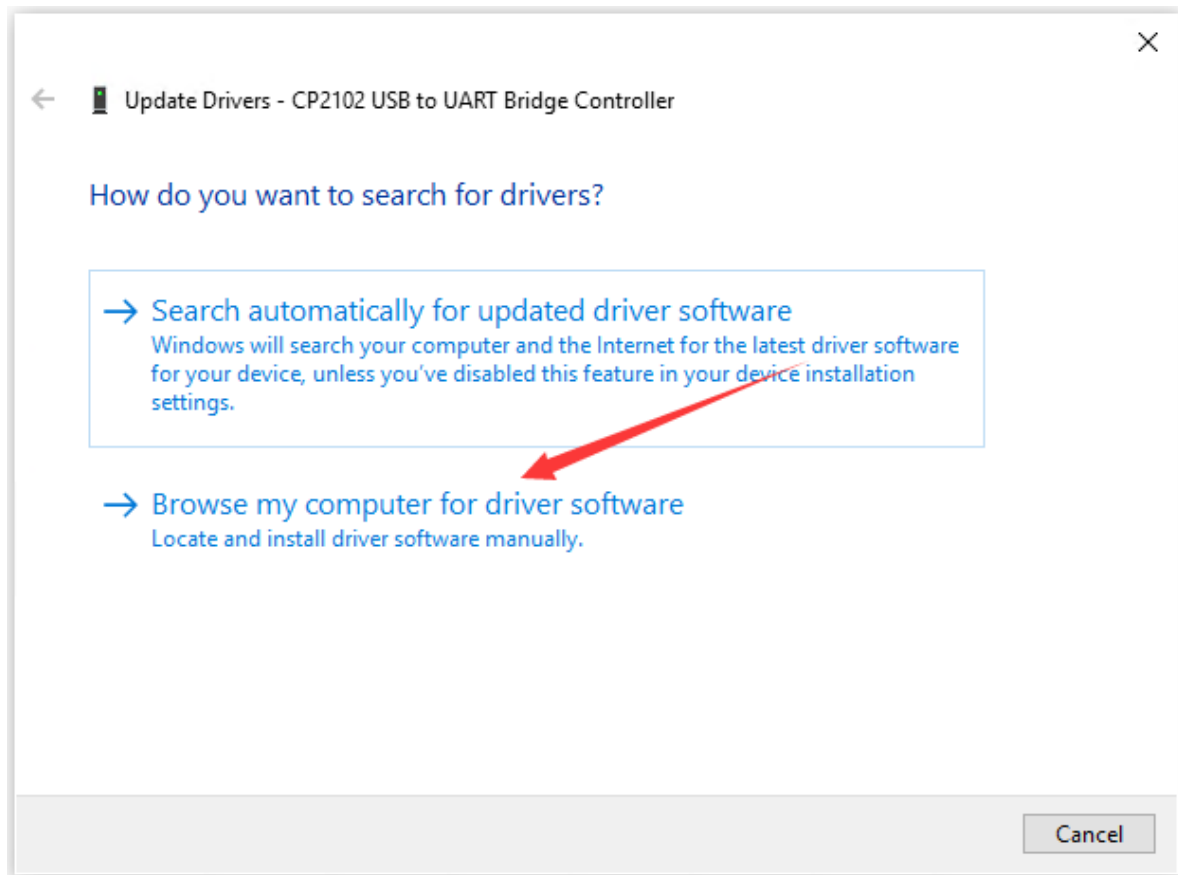 Update Drivers - CP2102 USB to UART Bridge Controller
How do you want to search for drivers?
Search automatically for updated driver software
Windows will search your computer and the Internet for the latest driver software
for your device, unless you've disabled this feature in your device installation
settings.
Browse my computer for driver software
Locate and install driver software manually.
Cancel